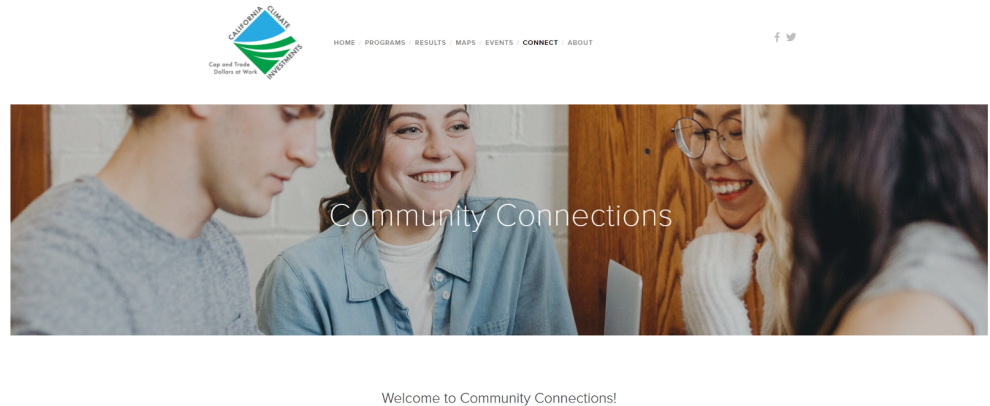 CALIFORNIA CLIMATE
INVESTMENTS
Cap and Trade
Dollars at Work
HOME / PROGRAMS / RESULTS / MAPS / EVENTS / CONNECT / ABOUT
Community Connections
Welcome to Community Connections!